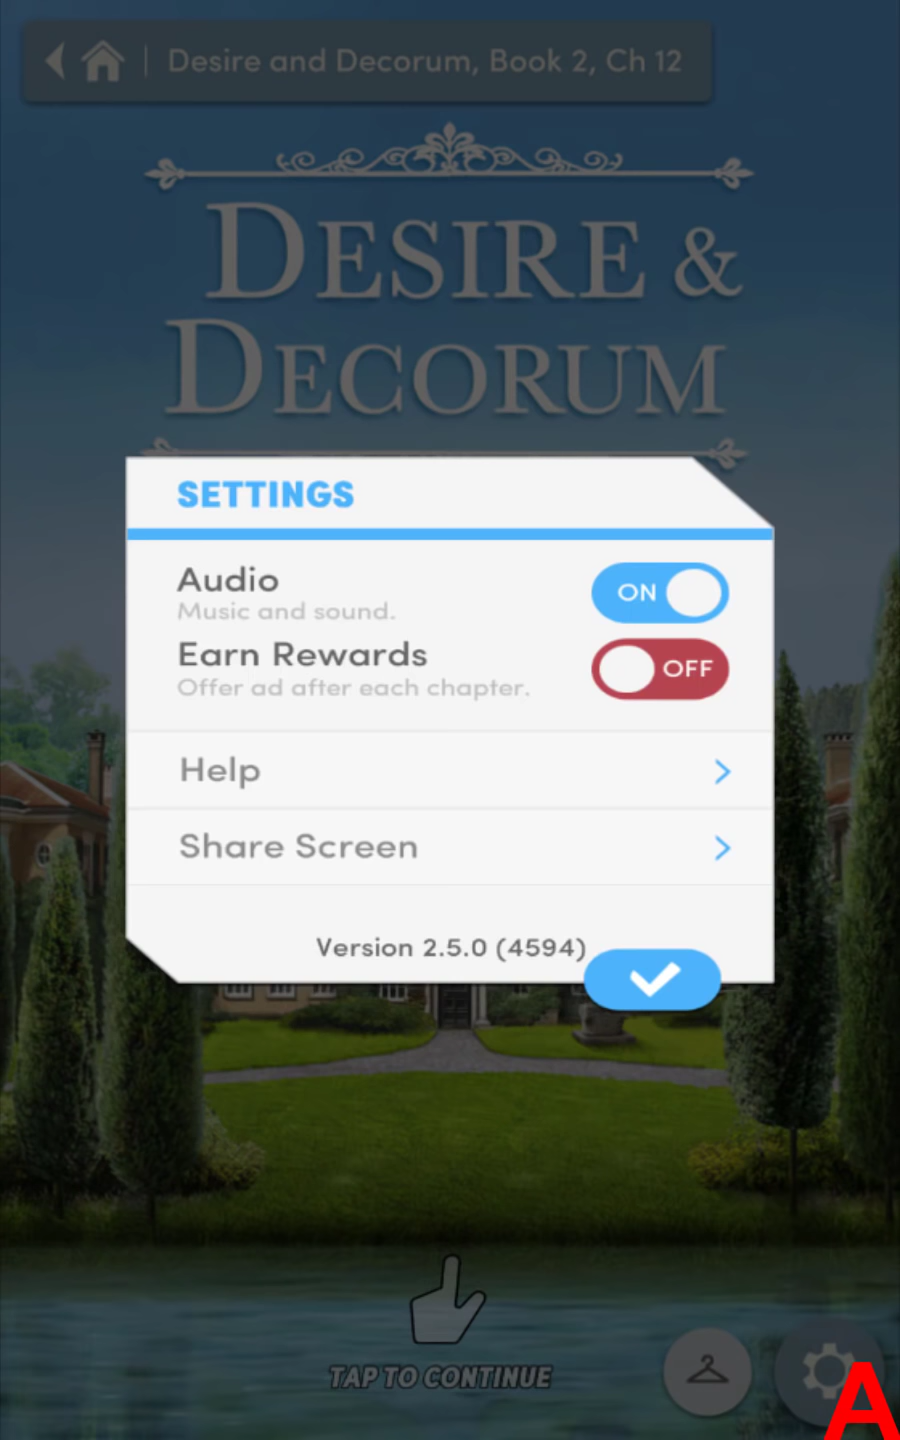 Desire and Decorum, Book 2, Ch 12
DESIRE &
DECORUM
SETTINGS
Audio
ON
Music and sound.
Earn Rewards
OFF
Offer ad after each chapter.
Help
Share Screen
Version 2.5.0 (4594)
TAP TO CONTINUE
A